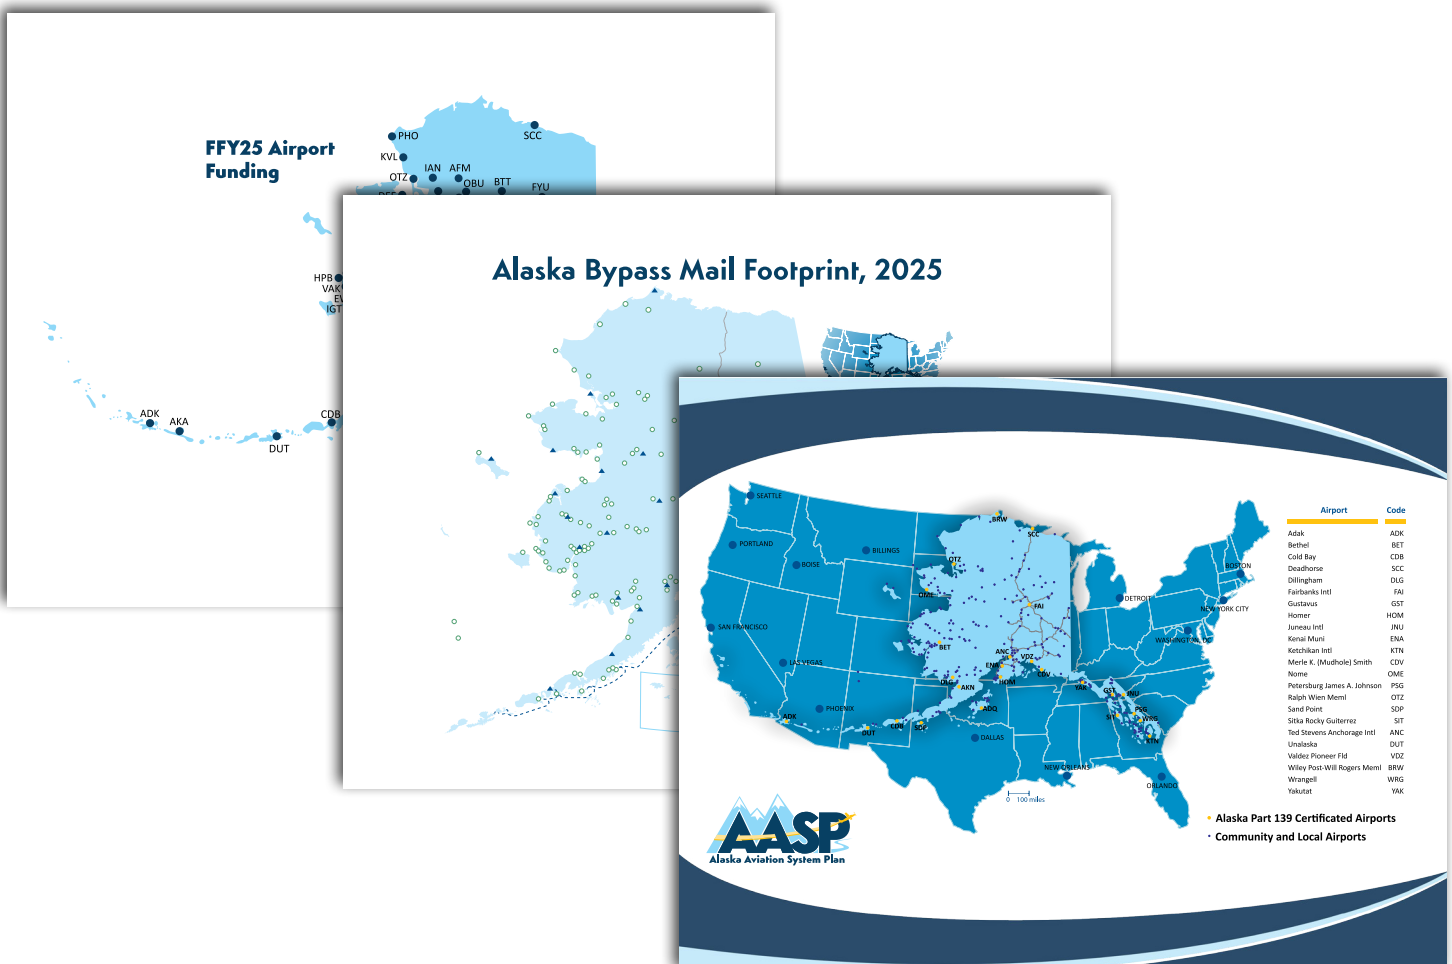 FFY25 Airport
Funding
PHO
SCC
KVL
IAN
AFM
OTZ
OBU
BTT
FYU
HPB
VAK
IGT
ADK
AKA
CDB
DUT
Alaska Bypass Mail Footprint, 2025
SEATTLE
PORTLAND
BOISE
BILLINGS
SAN FRANCISCO
LAS VEGAS
PHOENIX
DALLAS
NEW ORLEANS
ORLANDO
DETROIT
BOSTON
NEW YORK CITY
WASHINGTON, DC
BRW
SCC
OTZ
OME
FAI
BET
ANC
VDZ
ENA
CDV
HOM
DLG
AKN
ADQ
YAK
GST
JNU
PSG
SIT
WRG
KTN
ADK
DUT
CDB
SDP
0 100 miles
Airport Code
Adak ADK
Bethel BET
Cold Bay CDB
Deadhorse SCC
Dillingham DLG
Fairbanks Intl FAI
Gustavus GST
Homer HOM
Juneau Intl JNU
Kenai Muni ENA
Ketchikan Intl KTN
Merle K. (Mudhole) Smith CDV
Nome OME
Petersburg James A. Johnson PSG
Ralph Wien Meml OTZ
Sand Point SDP
Sitka Rocky Guiterrez SIT
Ted Stevens Anchorage Intl ANC
Unalaska DUT
Valdez Pioneer Fld VDZ
Wiley Post-Will Rogers Meml BRW
Wrangell WRG
Yakutat YAK
Alaska Part 139 Certificated Airports
Community and Local Airports
AASP
Alaska Aviation System Plan